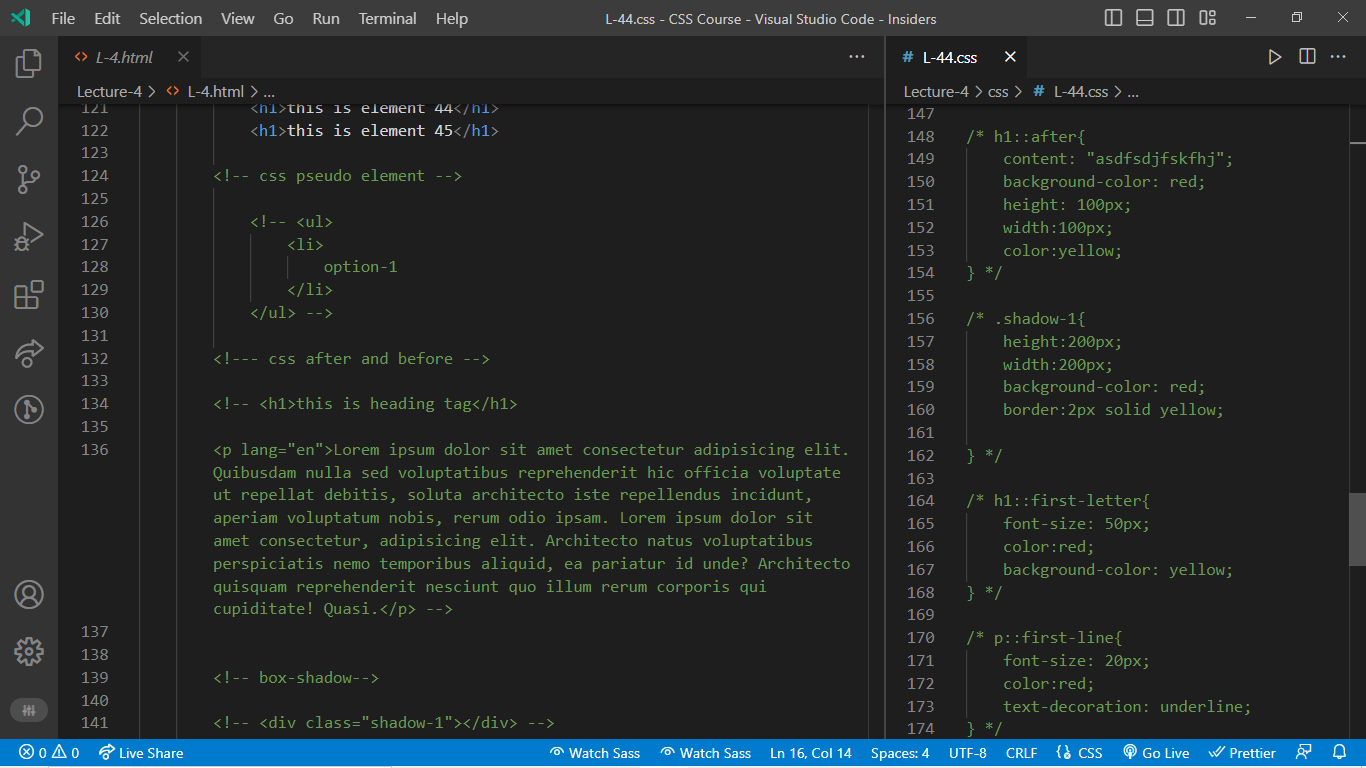 File Edit Selection View Go Run Terminal Help L-44.css - CSS Course - Visual Studio Code - Insiders
L-4.html
Lecture-4 > L-4.html > ...
121 <h1>this is element 44</h1>
122 <h1>this is element 45</h1>
123
124 <!-- css pseudo element -->
125
126 <!-- <ul>
127 <li>
128 option-1
129 </li>
130 </ul> -->
131
132 <!--- css after and before -->
133
134 <!-- <h1>this is heading tag</h1>
135
136 <p lang="en">Lorem ipsum dolor sit amet consectetur adipisicing elit.
Quibusdam nulla sed voluptatibus reprehenderit hic officia voluptate
ut repellat debitis, soluta architecto iste repellendus incidunt,
aperiam voluptatum nobis, rerum odio ipsam. Lorem ipsum dolor sit
amet consectetur, adipisicing elit. Architecto natus voluptatibus
perspiciatis nemo temporibus aliquid, ea pariatur id unde? Architecto
quisquam reprehenderit nesciunt quo illum rerum corporis qui
cupiditate! Quasi.</p> -->
137
138
139 <!-- box-shadow-->
140
141 <!-- <div class="shadow-1"></div> -->
# L-44.css
Lecture-4 > css > # L-44.css > ...
147
148 /* h1::after{
149 content: "asdfsdjfskfhj";
150 background-color: red;
151 height: 100px;
152 width:100px;
153 color:yellow;
154 } */
155
156 /* .shadow-1{
157 height:200px;
158 width:200px;
159 background-color: red;
160 border:2px solid yellow;
161
162 } */
163
164 /* h1::first-letter{
165 font-size: 50px;
166 color:red;
167 background-color: yellow;
168 } */
169
170 /* p::first-line{
171 font-size: 20px;
172 color:red;
173 text-decoration: underline;
174 } */
0 0 Live Share Watch Sass Watch Sass Ln 16, Col 14 Spaces: 4 UTF-8 CRLF CSS Go Live Prettier